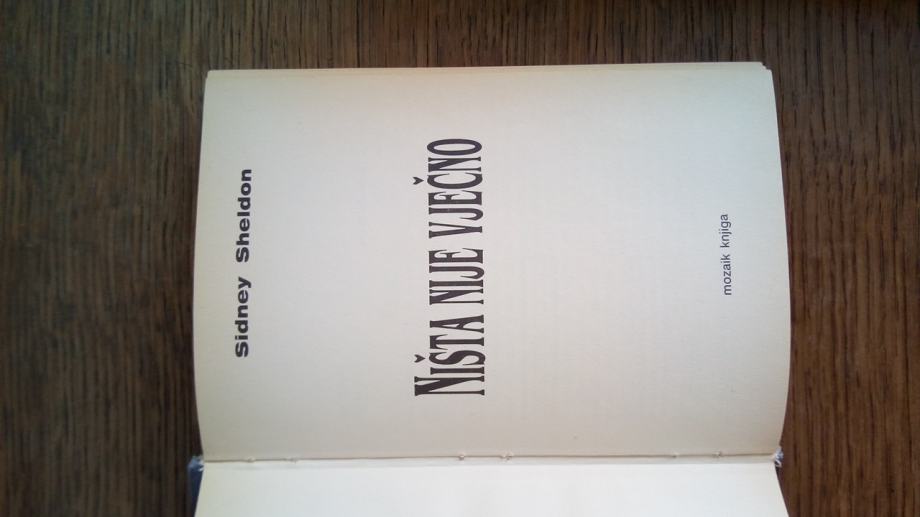 Sidney Sheldon
NIŠTA NIJE VJEČNO
mozaik knjiga